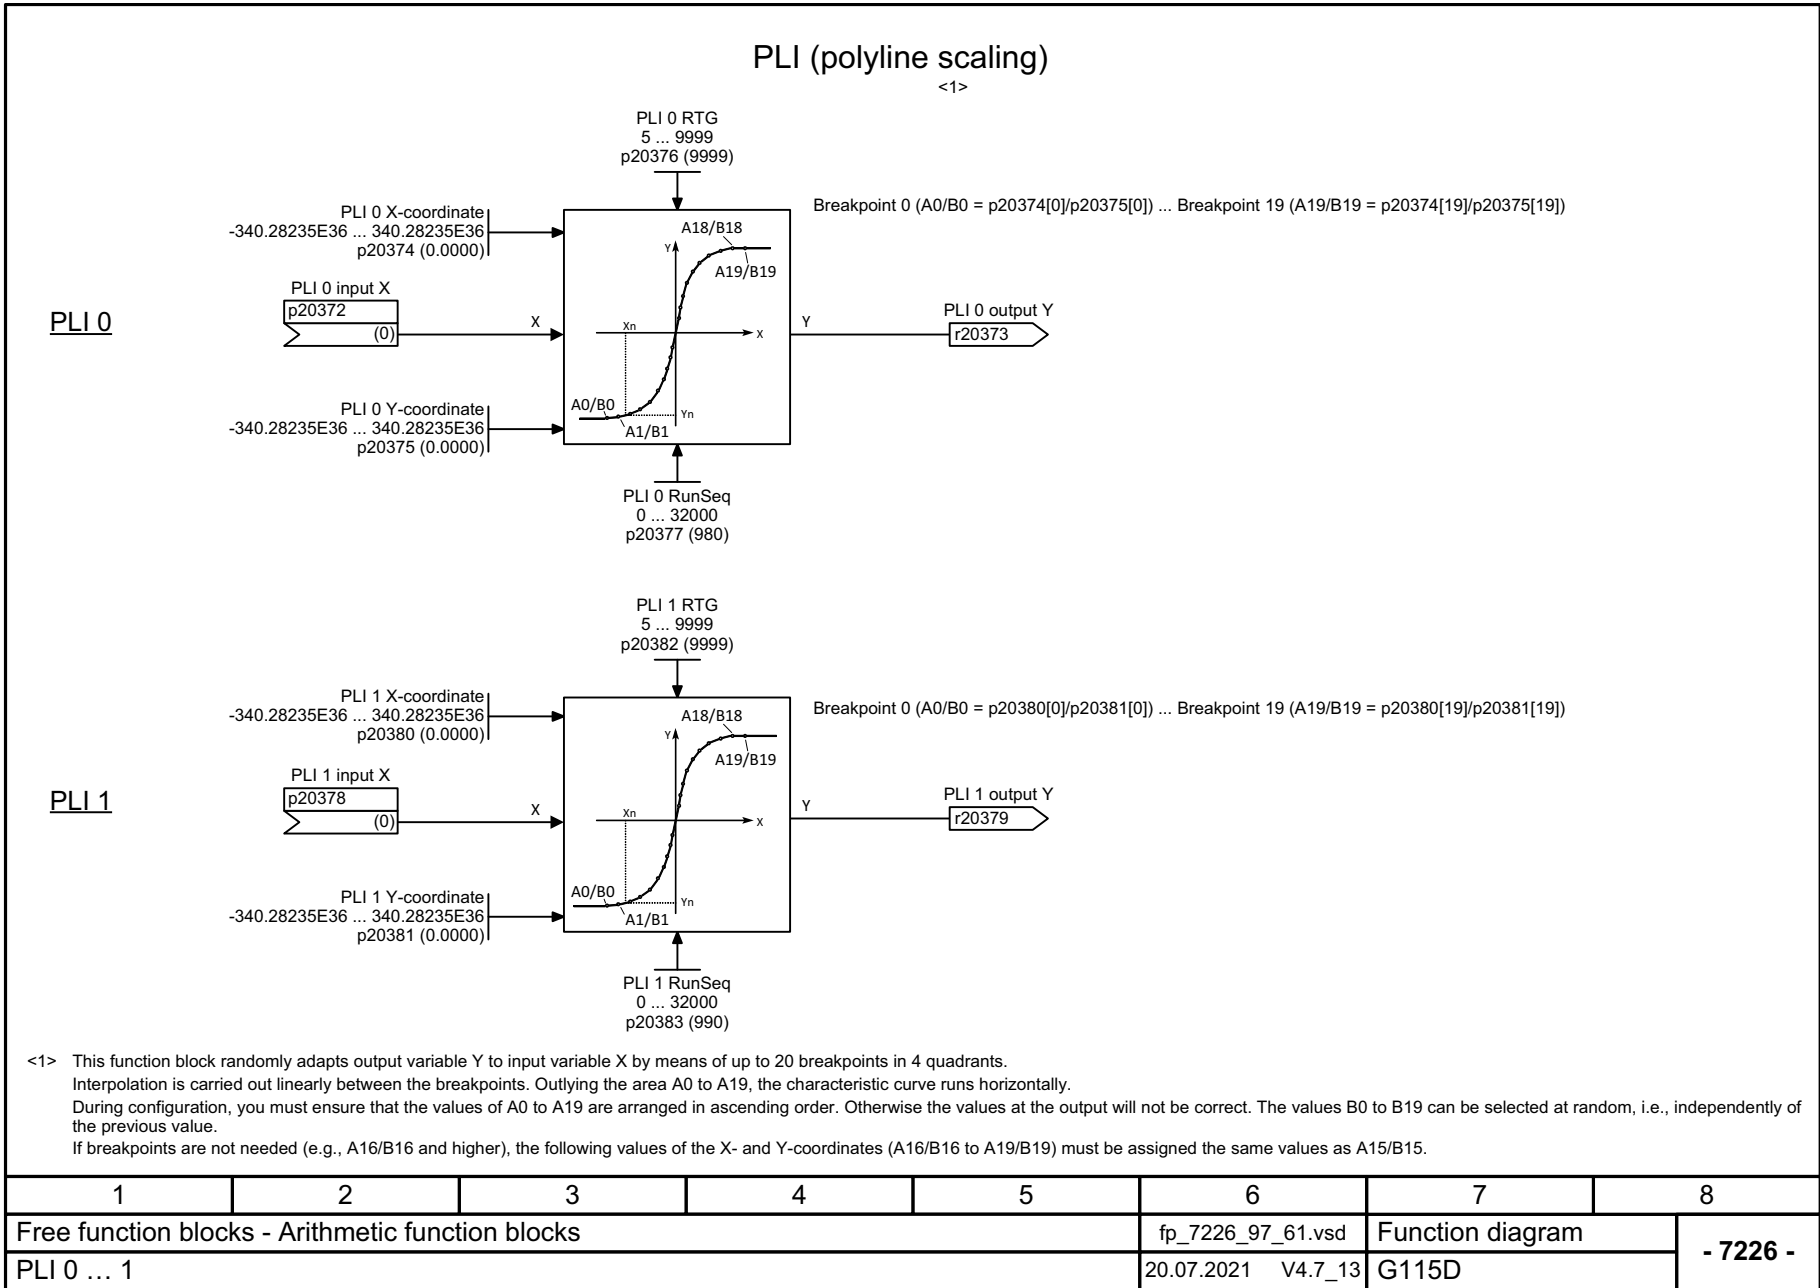 PLI (polyline scaling)
<1>
PLI 0 RTG
5 ... 9999
p20376 (9999)
PLI 0 X-coordinate
-340.28235E36 ... 340.28235E36
p20374 (0.0000)
Breakpoint 0 (A0/B0 = p20374[0]/p20375[0]) ... Breakpoint 19 (A19/B19 = p20374[19]/p20375[19])
A18/B18
Y
A19/B19
PLI 0
PLI 0 input X
p20372
(0)
X
Xn
X
Y
PLI 0 output Y
r20373
A0/B0
Yn
A1/B1
PLI 0 Y-coordinate
-340.28235E36 ... 340.28235E36
p20375 (0.0000)
PLI 0 RunSeq
0 ... 32000
p20377 (980)
PLI 1 RTG
5 ... 9999
p20382 (9999)
PLI 1 X-coordinate
-340.28235E36 ... 340.28235E36
p20380 (0.0000)
Breakpoint 0 (A0/B0 = p20380[0]/p20381[0]) ... Breakpoint 19 (A19/B19 = p20380[19]/p20381[19])
A18/B18
Y
A19/B19
PLI 1
PLI 1 input X
p20378
(0)
X
Xn
X
Y
PLI 1 output Y
r20379
A0/B0
Yn
A1/B1
PLI 1 Y-coordinate
-340.28235E36 ... 340.28235E36
p20381 (0.0000)
PLI 1 RunSeq
0 ... 32000
p20383 (990)
<1> This function block randomly adapts output variable Y to input variable X by means of up to 20 breakpoints in 4 quadrants.
Interpolation is carried out linearly between the breakpoints. Outlying the area A0 to A19, the characteristic curve runs horizontally.
During configuration, you must ensure that the values of A0 to A19 are arranged in ascending order. Otherwise the values at the output will not be correct. The values B0 to B19 can be selected at random, i.e., independently of
the previous value.
If breakpoints are not needed (e.g., A16/B16 and higher), the following values of the X- and Y-coordinates (A16/B16 to A19/B19) must be assigned the same values as A15/B15.
1 2 3 4 5 6 7 8
Free function blocks - Arithmetic function blocks
fp_7226_97_61.vsd
Function diagram
- 7226 -
PLI 0 … 1
20.07.2021 V4.7_13
G115D